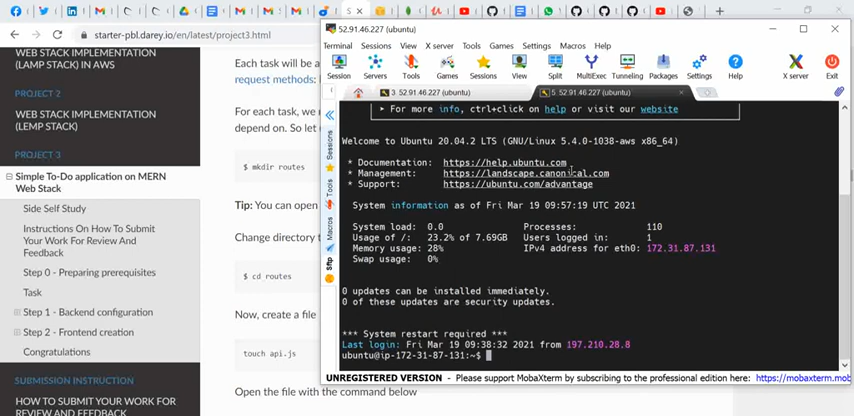 S
starter-pbl.darey.io/en/latest/project3.html
WEB STACK IMPLEMENTATION
(LAMP STACK) IN AWS
PROJECT 2
WEB STACK IMPLEMENTATION
(LEMP STACK)
PROJECT 3
Simple To-Do application on MERN
Web Stack
Side Self Study
Instructions On How To Submit
Your Work For Review And
Feedback
Step 0 - Preparing prerequisites
Task
Step 1 - Backend configuration
Step 2 - Frontend creation
Congratulations
SUBMISSION INSTRUCTION
HOW TO SUBMIT YOUR WORK FOR
REVIEW AND FEEDBACK
Each task will be a
request methods:
For each task, we
depend on. So let
$ mkdir routes
Tip: You can open
Change directory t
$ cd routes
Now, create a file
touch api.js
Open the file with the command below
52.91.46.227 (ubuntu)
Terminal Sessions View X server Tools Games Settings Macros Help
Session Servers Tools Games Sessions View Split MultiExec Tunneling Packages Settings Help X server Exit
3 52.91.46.227 (ubuntu)
5 52.91.46.227 (ubuntu)
Sessions
Tools
Macros
Sftp
► For more info, ctrl+click on help or visit our website
Welcome to Ubuntu 20.04.2 LTS (GNU/Linux 5.4.0-1038-aws x86_64)
* Documentation: https://help.ubuntu.com
* Management: https://landscape.canonical.com
* Support: https://ubuntu.com/advantage
System information as of Fri Mar 19 09:57:19 UTC 2021
System load: 0.0 Processes: 110
Usage of /: 23.2% of 7.69GB Users logged in: 1
Memory usage: 28% IPv4 address for eth0: 172.31.87.131
Swap usage: 0%
0 updates can be installed immediately.
0 of these updates are security updates.
*** System restart required ***
Last login: Fri Mar 19 09:38:32 2021 from 197.210.28.8
ubuntu@ip-172-31-87-131:~$
UNREGISTERED VERSION - Please support MobaXterm by subscribing to the professional edition here: https://mobaxterm.mob